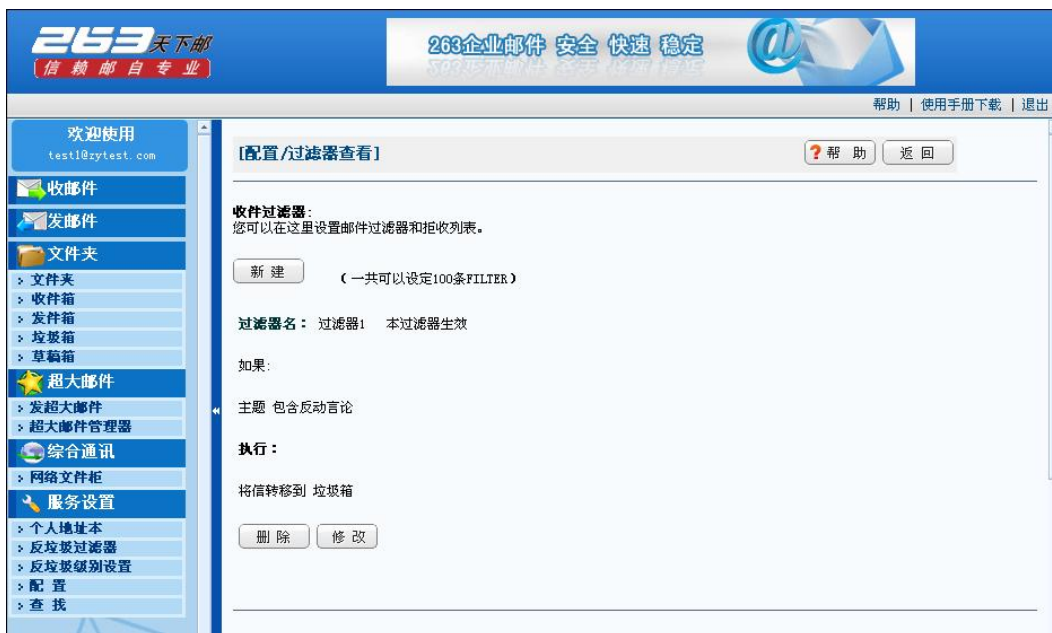 263天下邮
信赖邮自专业
263企业邮件 安全 快速 稳定
帮助 | 使用手册下载 | 退出
欢迎使用
test1@zytest.com
收邮件
发邮件
文件夹
文件夹
收件箱
发件箱
垃圾箱
草稿箱
超大邮件
发超大邮件
超大邮件管理器
综合通讯
网络文件柜
服务设置
个人地址本
反垃圾过滤器
反垃圾级别设置
配 置
查 找
[配置/过滤器查看]
? 帮 助
返 回
收件过滤器:
您可以在这里设置邮件过滤器和拒收列表。
新 建 (一共可以设定100条FILTER)
过滤器名: 过滤器1 本过滤器生效
如果:
主题 包含反动言论
执行:
将信转移到 垃圾箱
删 除 修 改